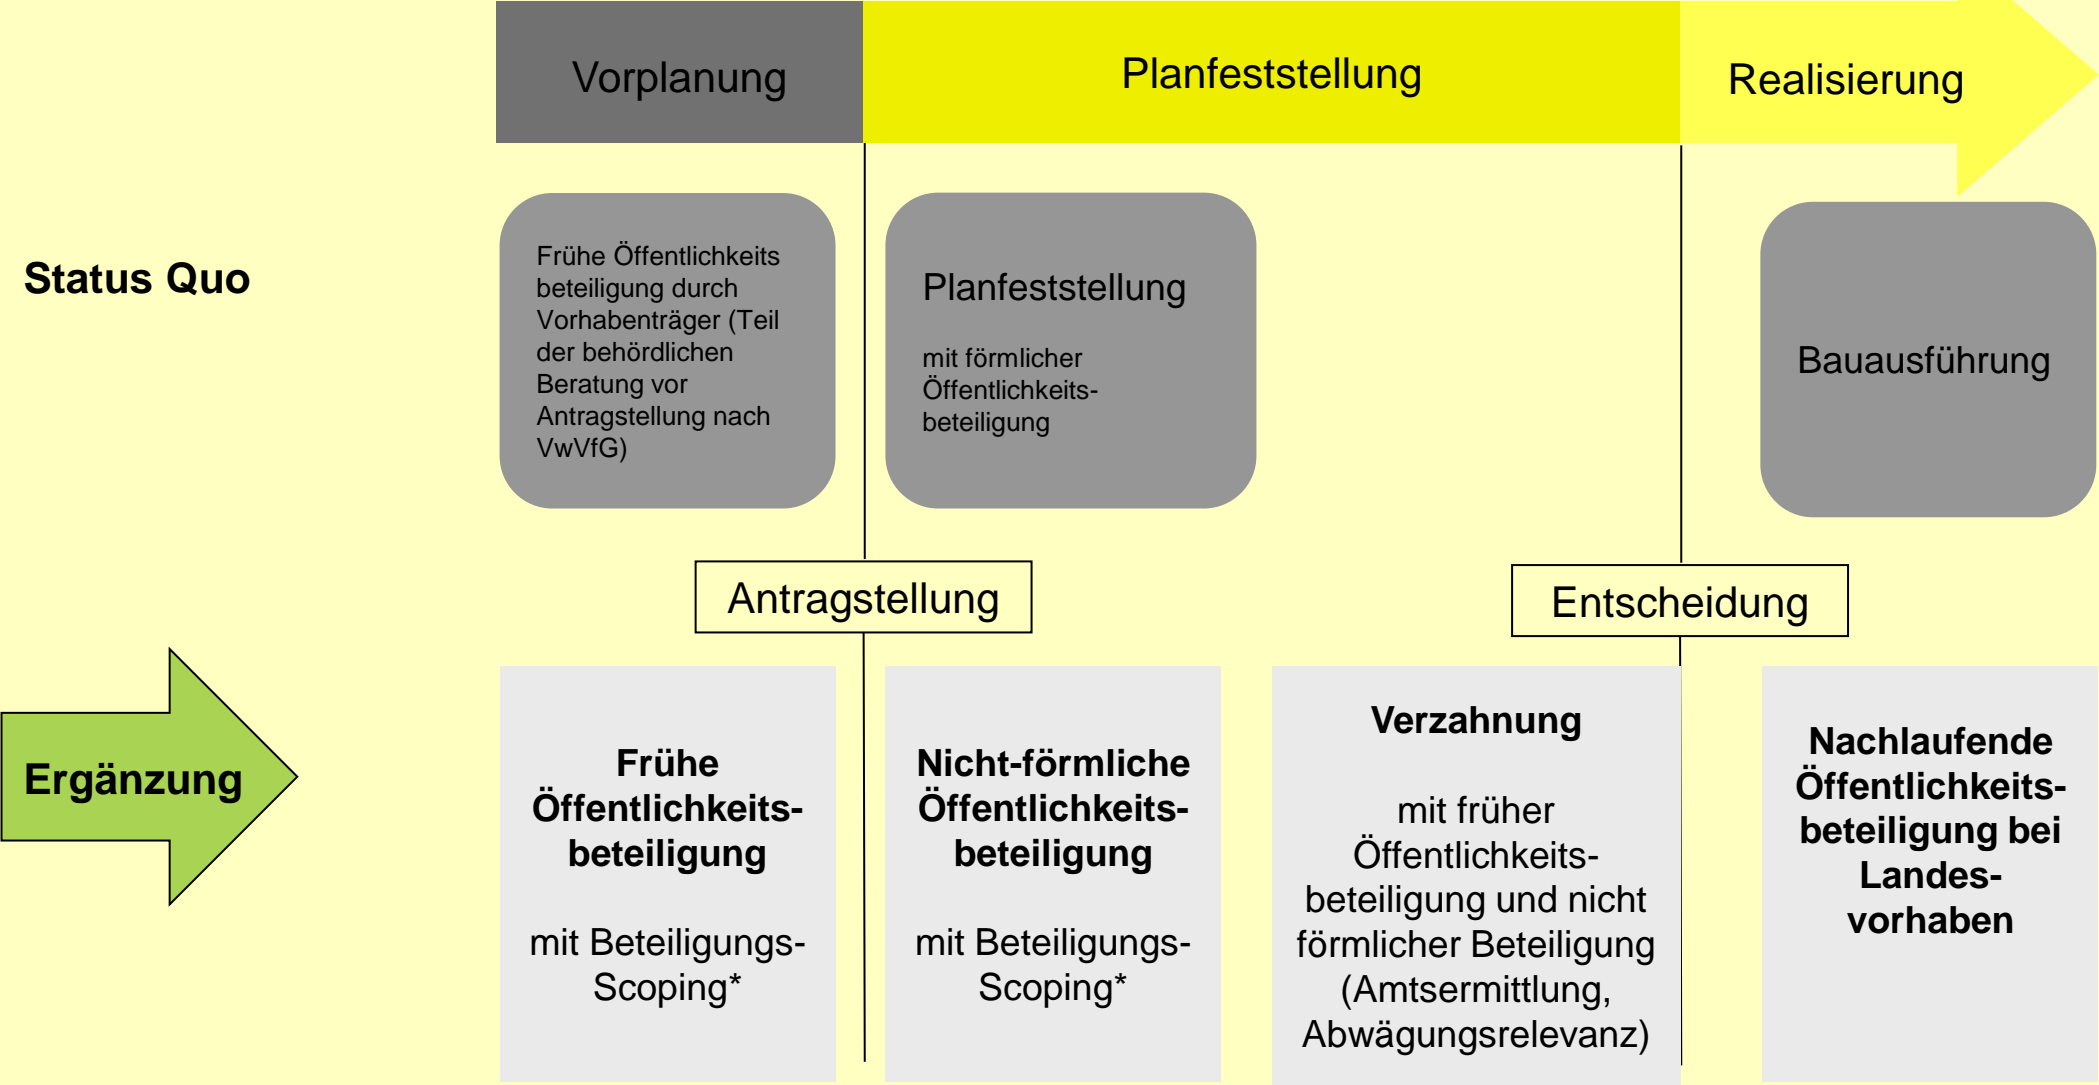 Vorplanung
Planfeststellung
Realisierung
Status Quo
Frühe Öffentlichkeits
beteiligung durch
Vorhabenträger (Teil
der behördlichen
Beratung vor
Antragstellung nach
VwVfG)
Planfeststellung
mit förmlicher
Öffentlichkeits-
beteiligung
Bauausführung
Antragstellung
Entscheidung
Ergänzung
Frühe
Öffentlichkeits-
beteiligung
mit Beteiligungs-
Scoping*
Nicht-förmliche
Öffentlichkeits-
beteiligung
mit Beteiligungs-
Scoping*
Verzahnung
mit früher
Öffentlichkeits-
beteiligung und nicht
förmlicher Beteiligung
(Amtsermittlung,
Abwägungsrelevanz)
Nachlaufende
Öffentlichkeits-
beteiligung bei
Landes-
vorhaben